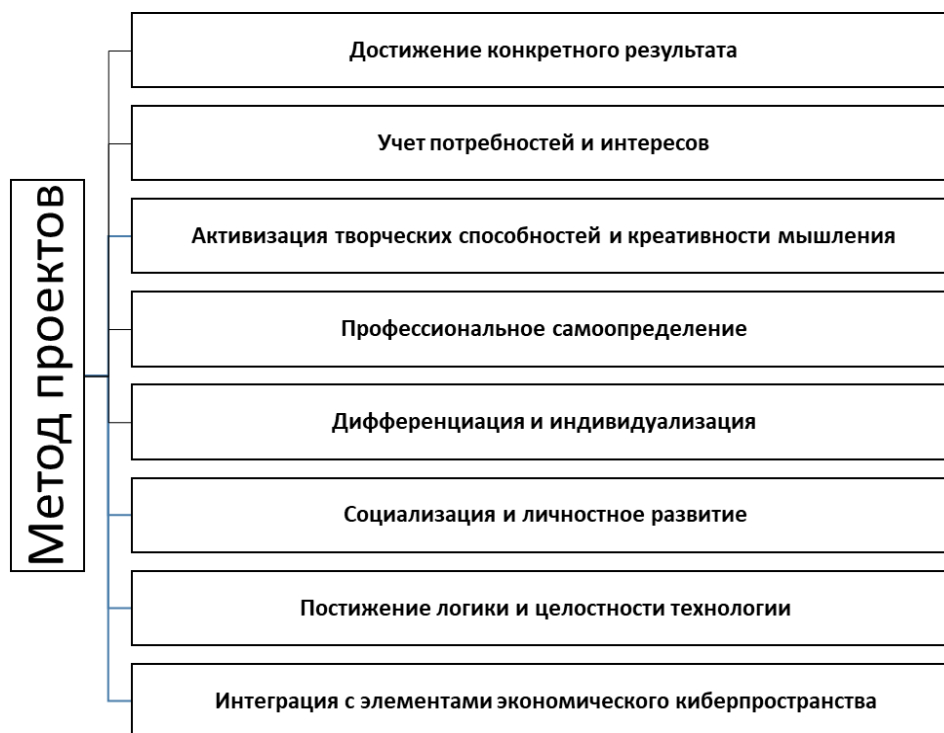 Метод проектов
Достижение конкретного результата
Учет потребностей и интересов
Активизация творческих способностей и креативности мышления
Профессиональное самоопределение
Дифференциация и индивидуализация
Социализация и личностное развитие
Постижение логики и целостности технологии
Интеграция с элементами экономического киберпространства